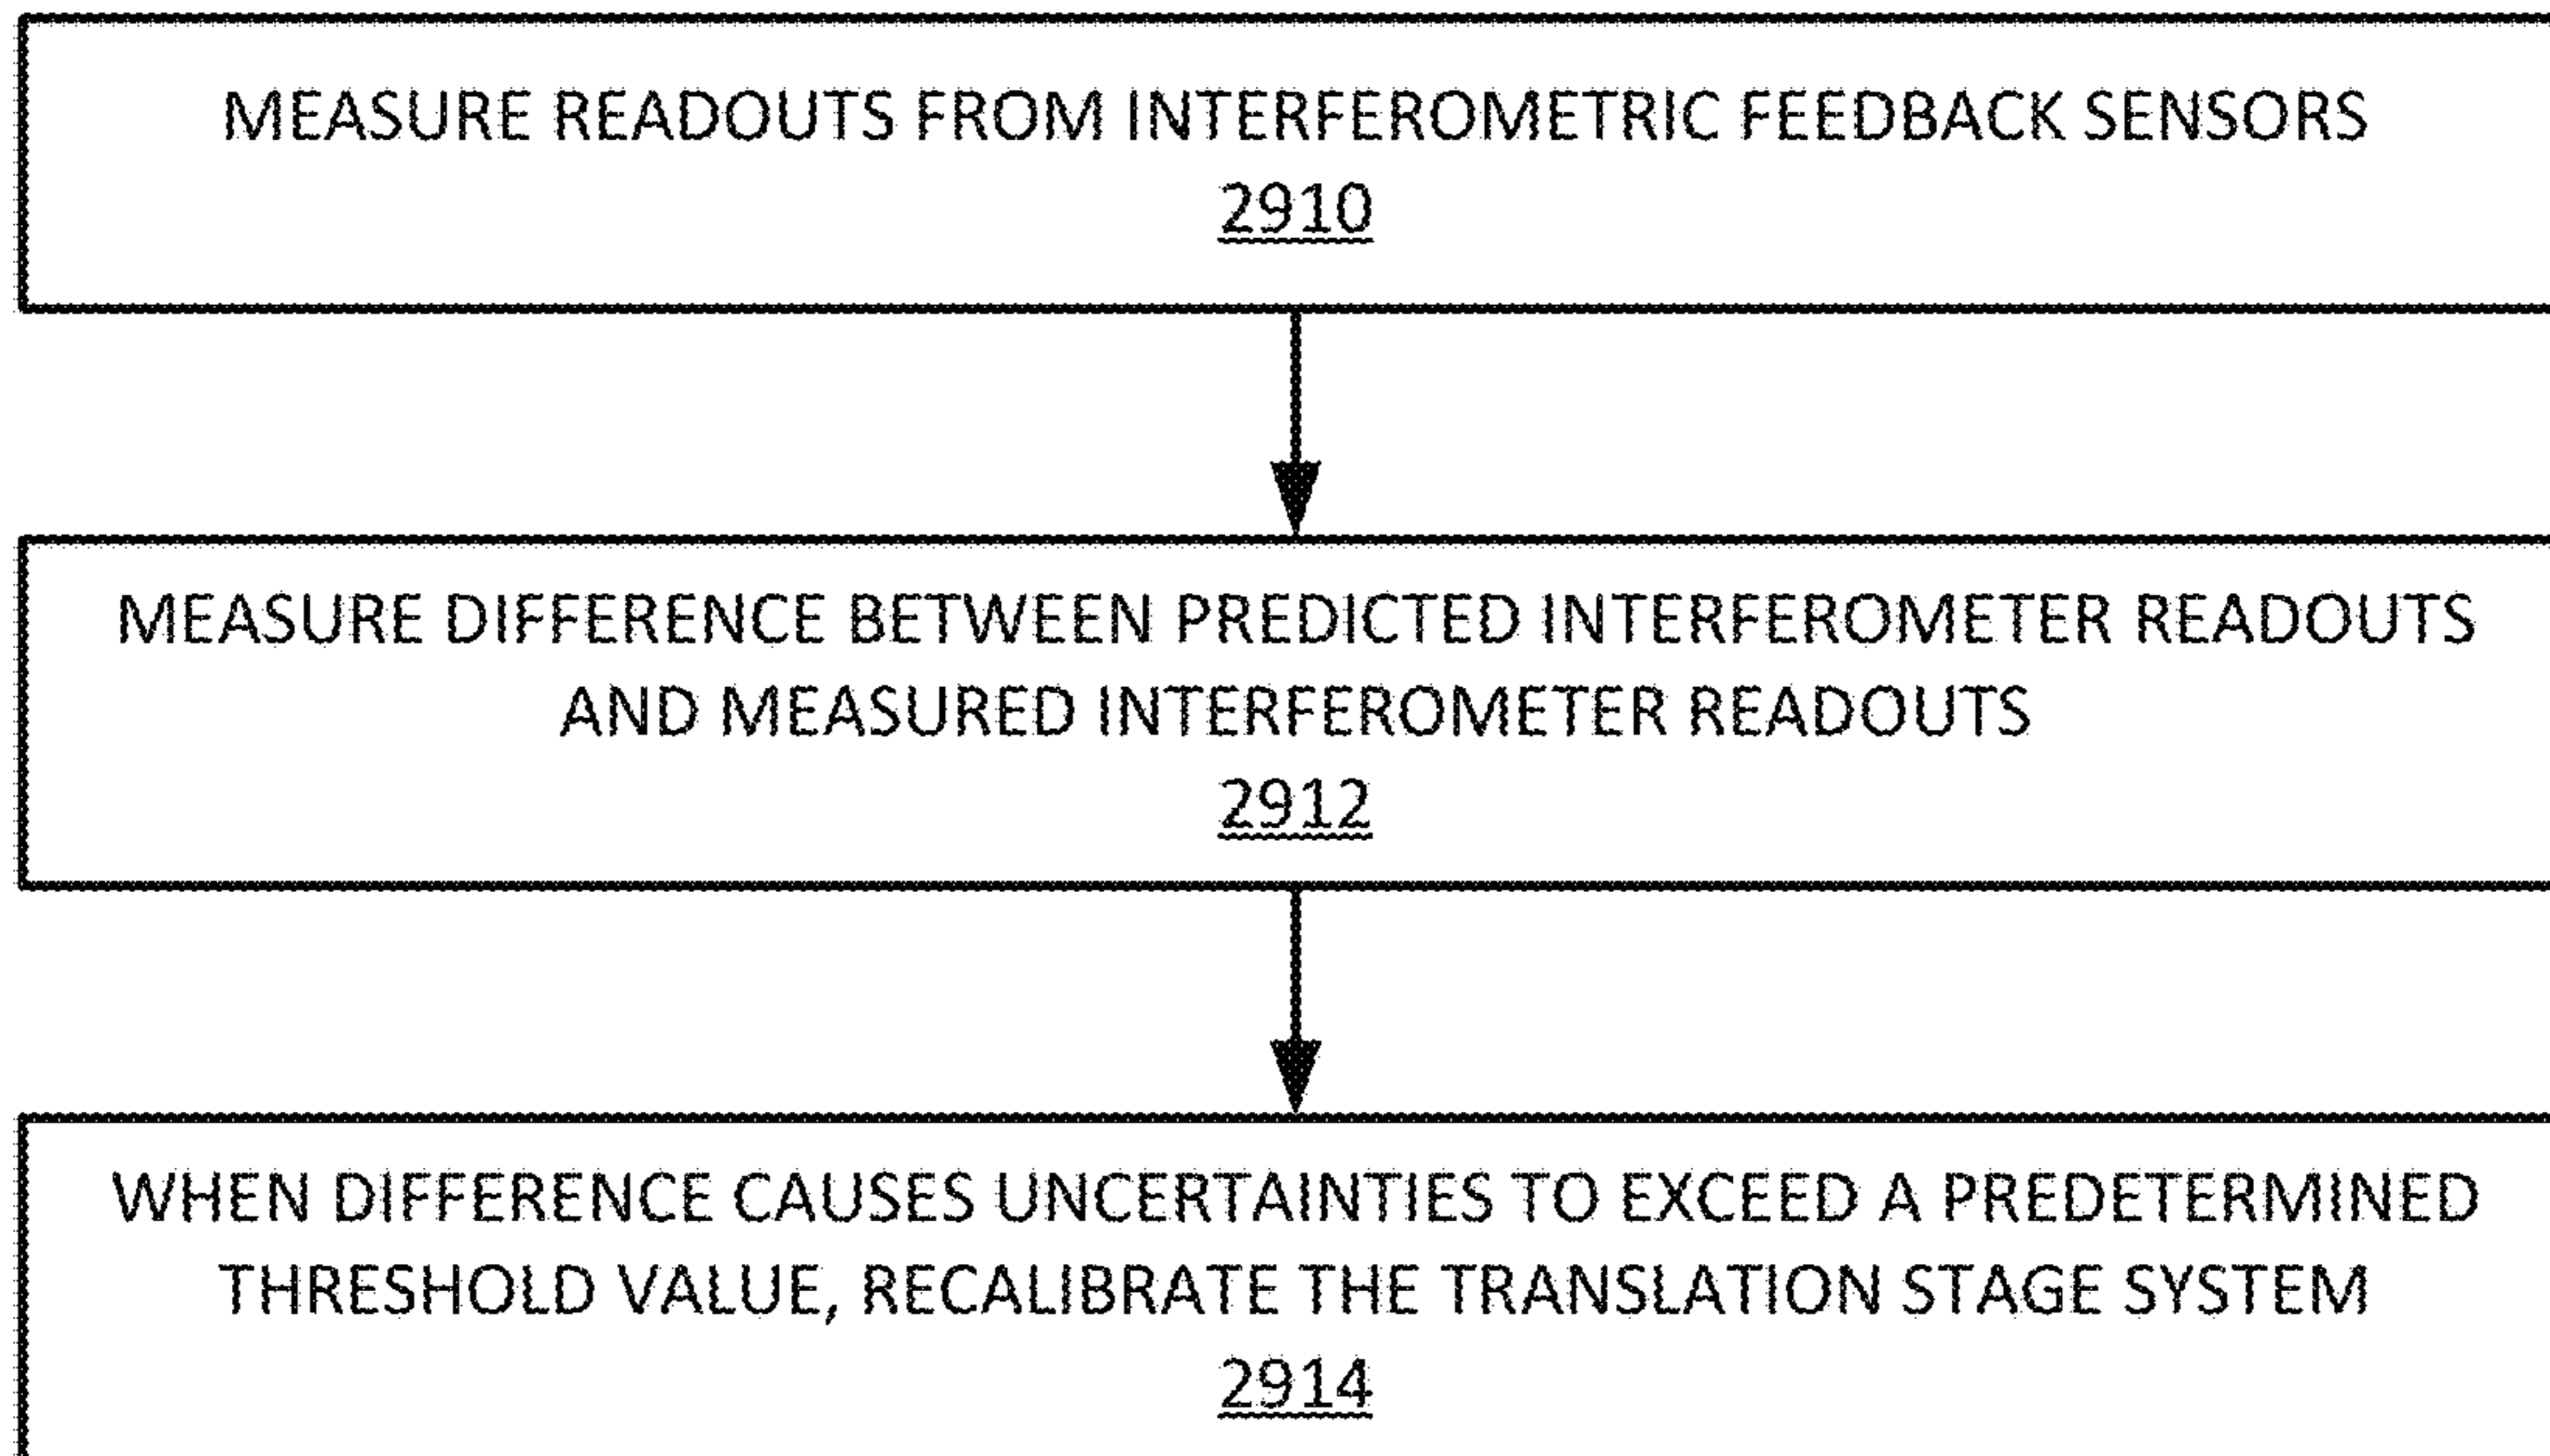 MEASURE READOUTS FROM INTERFEROMETRIC FEEDBACK SENSORS
2910
MEASURE DIFFERENCE BETWEEN PREDICTED INTERFEROMETER READOUTS
AND MEASURED INTERFEROMETER READOUTS
2912
WHEN DIFFERENCE CAUSES UNCERTAINTIES TO EXCEED A PREDETERMINED
THRESHOLD VALUE, RECALIBRATE THE TRANSLATION STAGE SYSTEM
2914